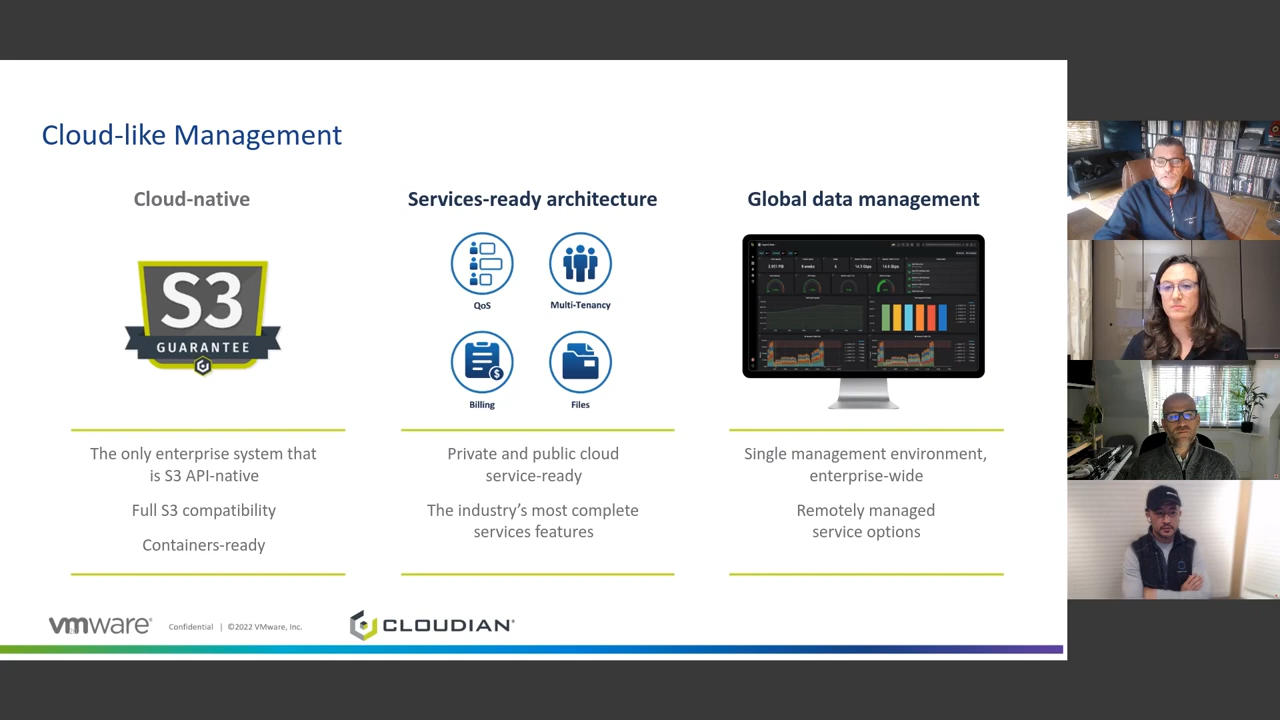 Cloud-like Management
Cloud-native
S3
GUARANTEE
The only enterprise system that
is S3 API-native
Full S3 compatibility
Containers-ready
Services-ready architecture
QoS
Multi-Tenancy
$
Billing
Files
Private and public cloud
service-ready
The industry's most complete
services features
Global data management
Single management environment,
enterprise-wide
Remotely managed
service options
vmware®
Confidential | ©2022 VMware, Inc.
CLOUDIAN®